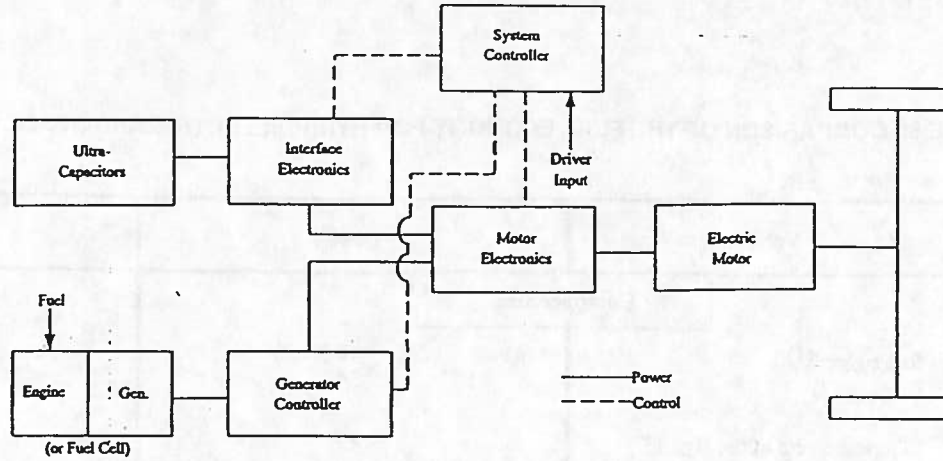 System
Controller
Ultra-
Capacitors
Interface
Electronics
Driver
Input
Motor
Electronics
Electric
Motor
Fuel
Engine
Gen.
(or Fuel Cell)
Generator
Controller
Power
Control